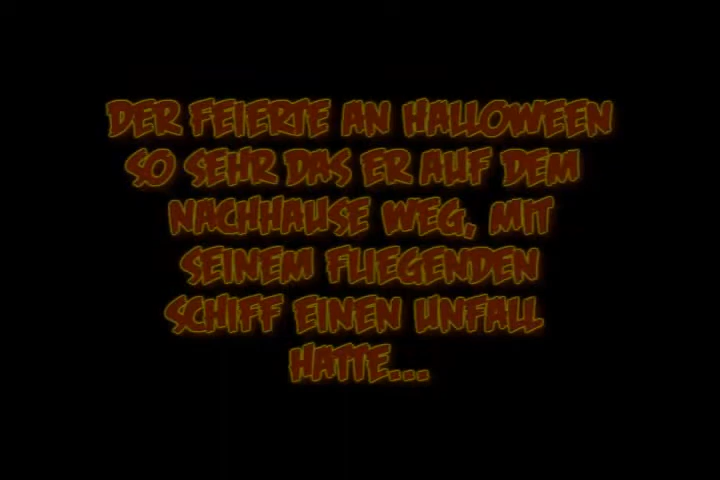 DER FEIERTE AN HALLOWEEN
SO SEHR DAS ER AUF DEM
NACHHAUSE WEG, MIT
SEINEM FLIEGENDEN
SCHIFF EINEN UNFALL
HATTE...